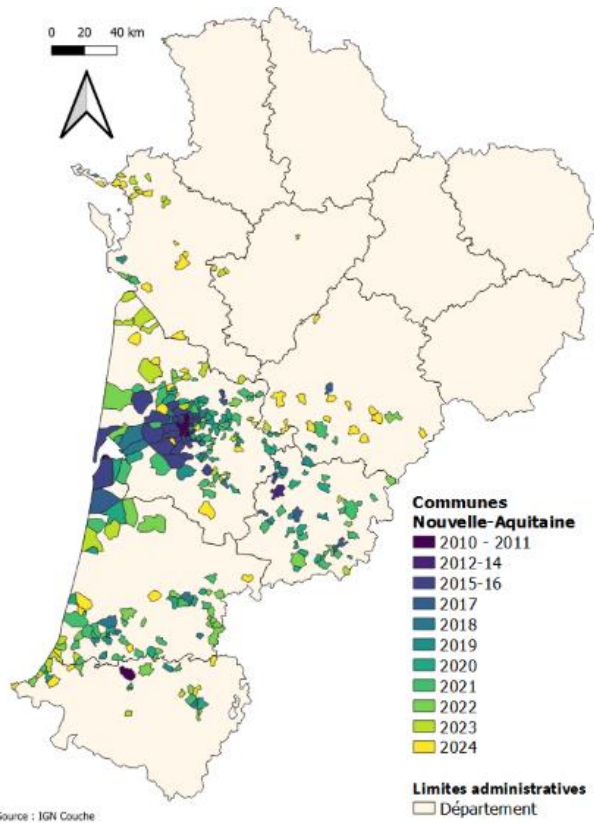 0 20 40 km
Communes
Nouvelle-Aquitaine
2010 - 2011
2012-14
2015-16
2017
2018
2019
2020
2021
2022
2023
2024
Limites administratives
Département
Source : IGN Couche